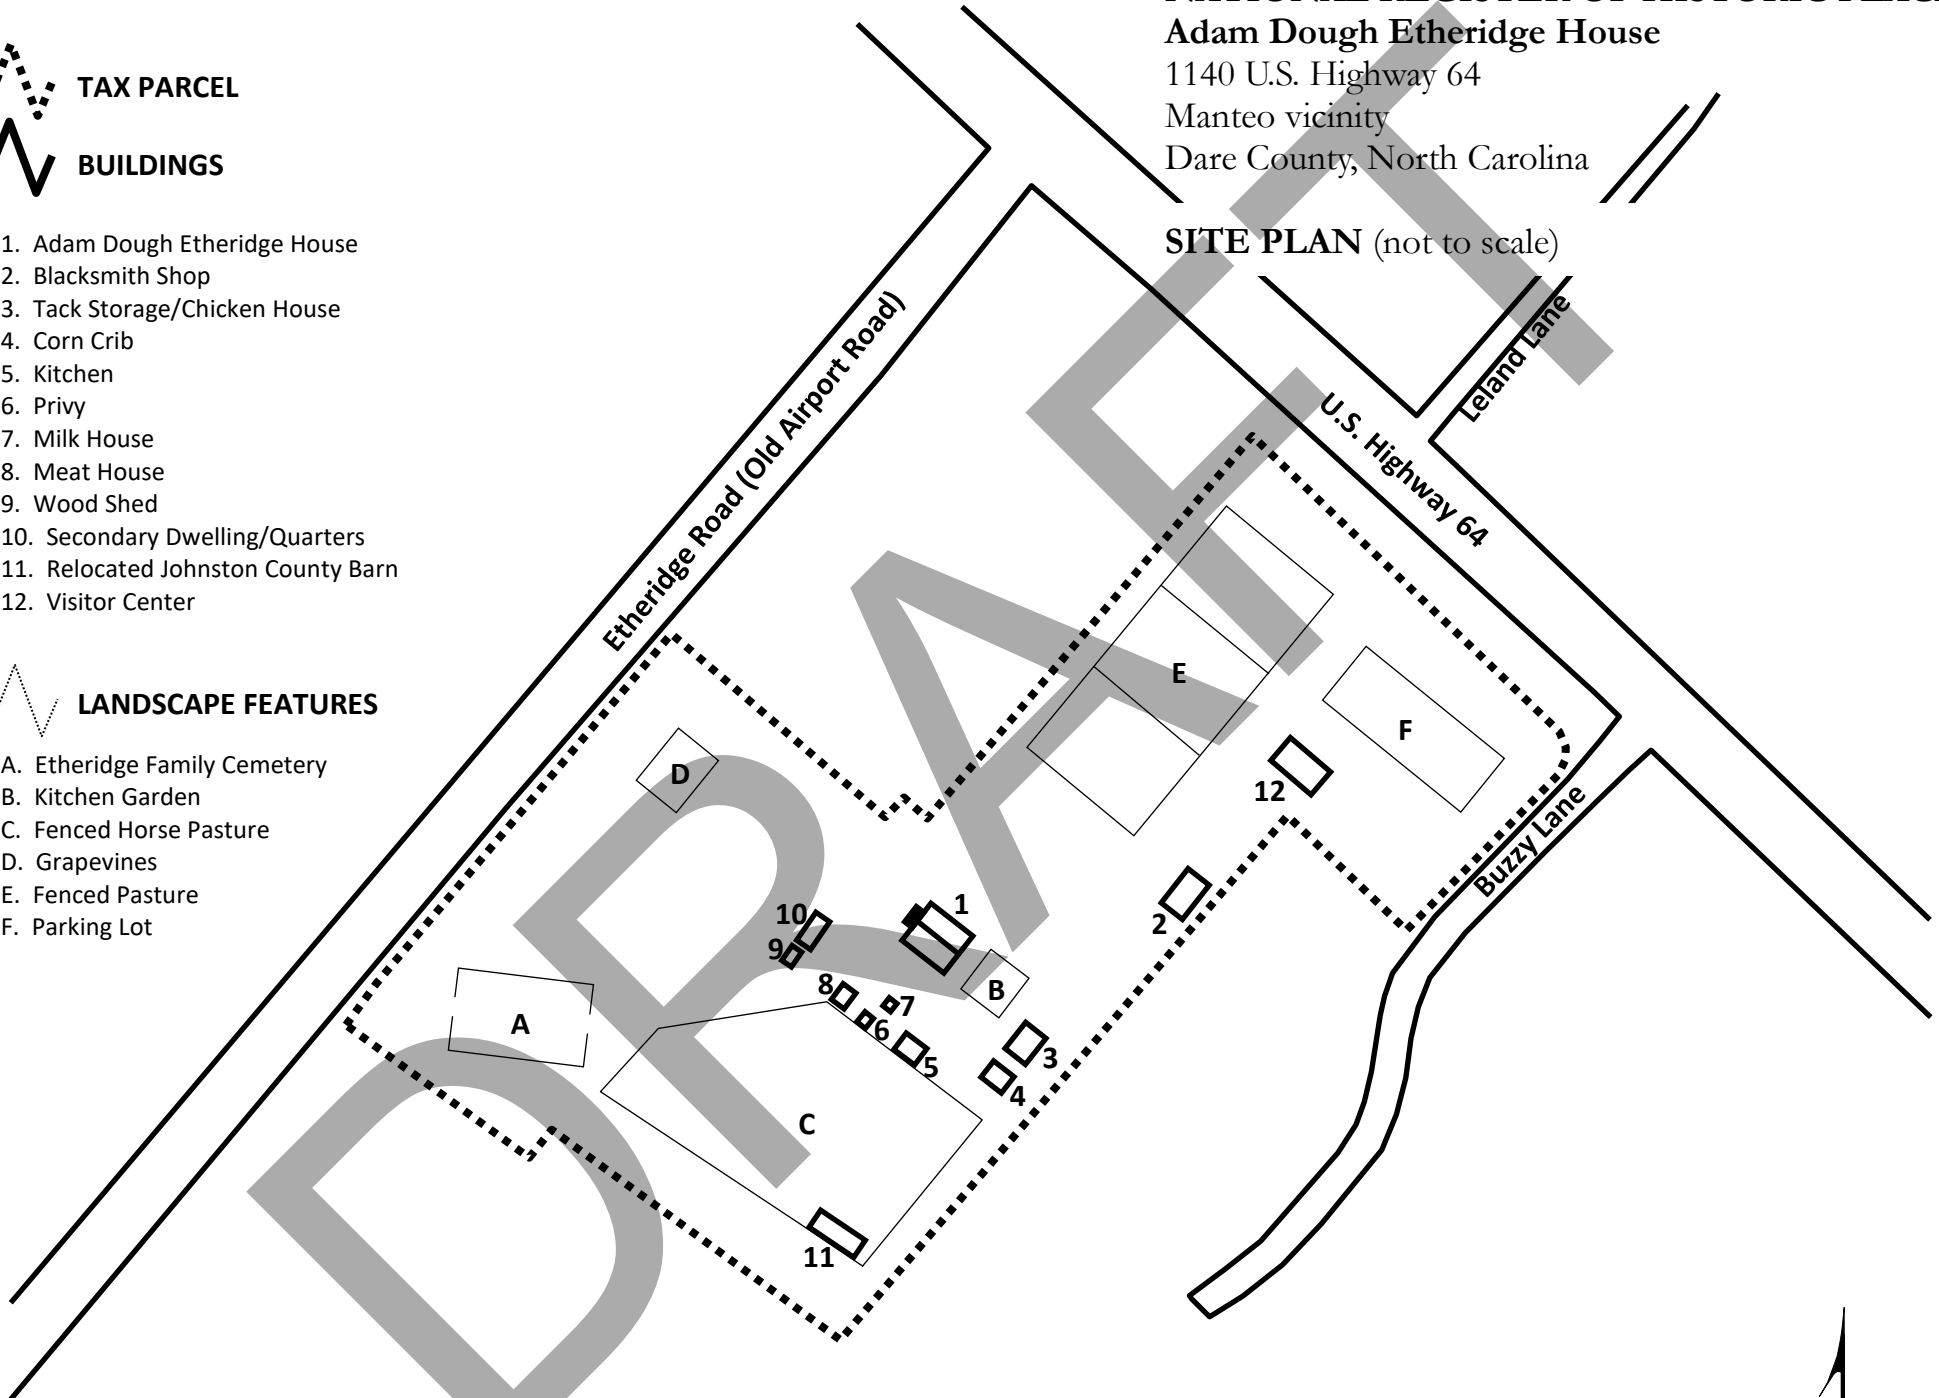 NATIONAL REGISTER OF HISTORIC PLAC
Adam Dough Etheridge House
1140 U.S. Highway 64
Manteo vicinity
Dare County, North Carolina
SITE PLAN (not to scale)
TAX PARCEL
BUILDINGS
1. Adam Dough Etheridge House
2. Blacksmith Shop
3. Tack Storage/Chicken House
4. Corn Crib
5. Kitchen
6. Privy
7. Milk House
8. Meat House
9. Wood Shed
10. Secondary Dwelling/Quarters
11. Relocated Johnston County Barn
12. Visitor Center
LANDSCAPE FEATURES
A. Etheridge Family Cemetery
B. Kitchen Garden
C. Fenced Horse Pasture
D. Grapevines
E. Fenced Pasture
F. Parking Lot
Etheridge Road (Old Airport Road)
U.S. Highway 64
Leland Lane
Buzzy Lane
E
F
D
12
1
2
10
9
8
7
6
5
B
3
4
A
C
11
DRAFT